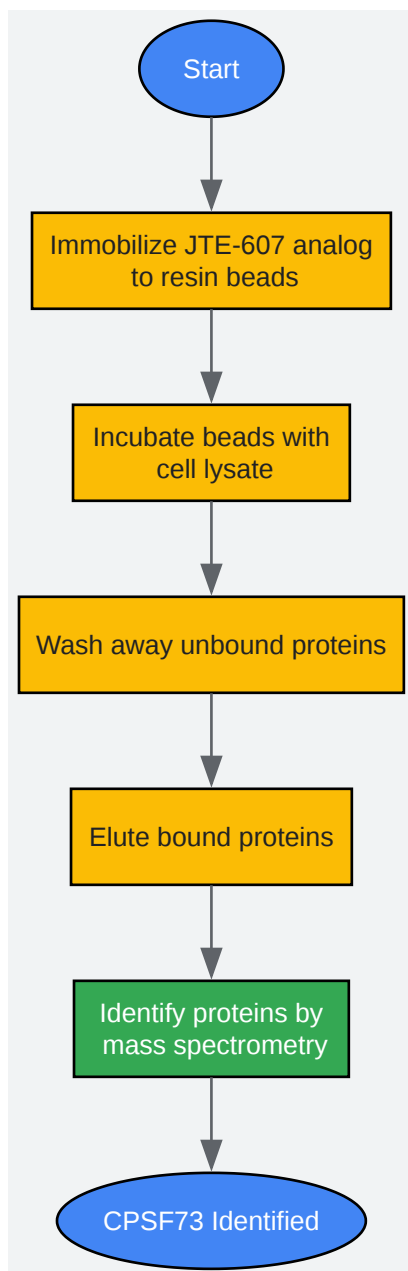 Start
Immobilize JTE-607 analog
to resin beads
Incubate beads with
cell lysate
Wash away unbound proteins
Elute bound proteins
Identify proteins by
mass spectrometry
CPSF73 Identified